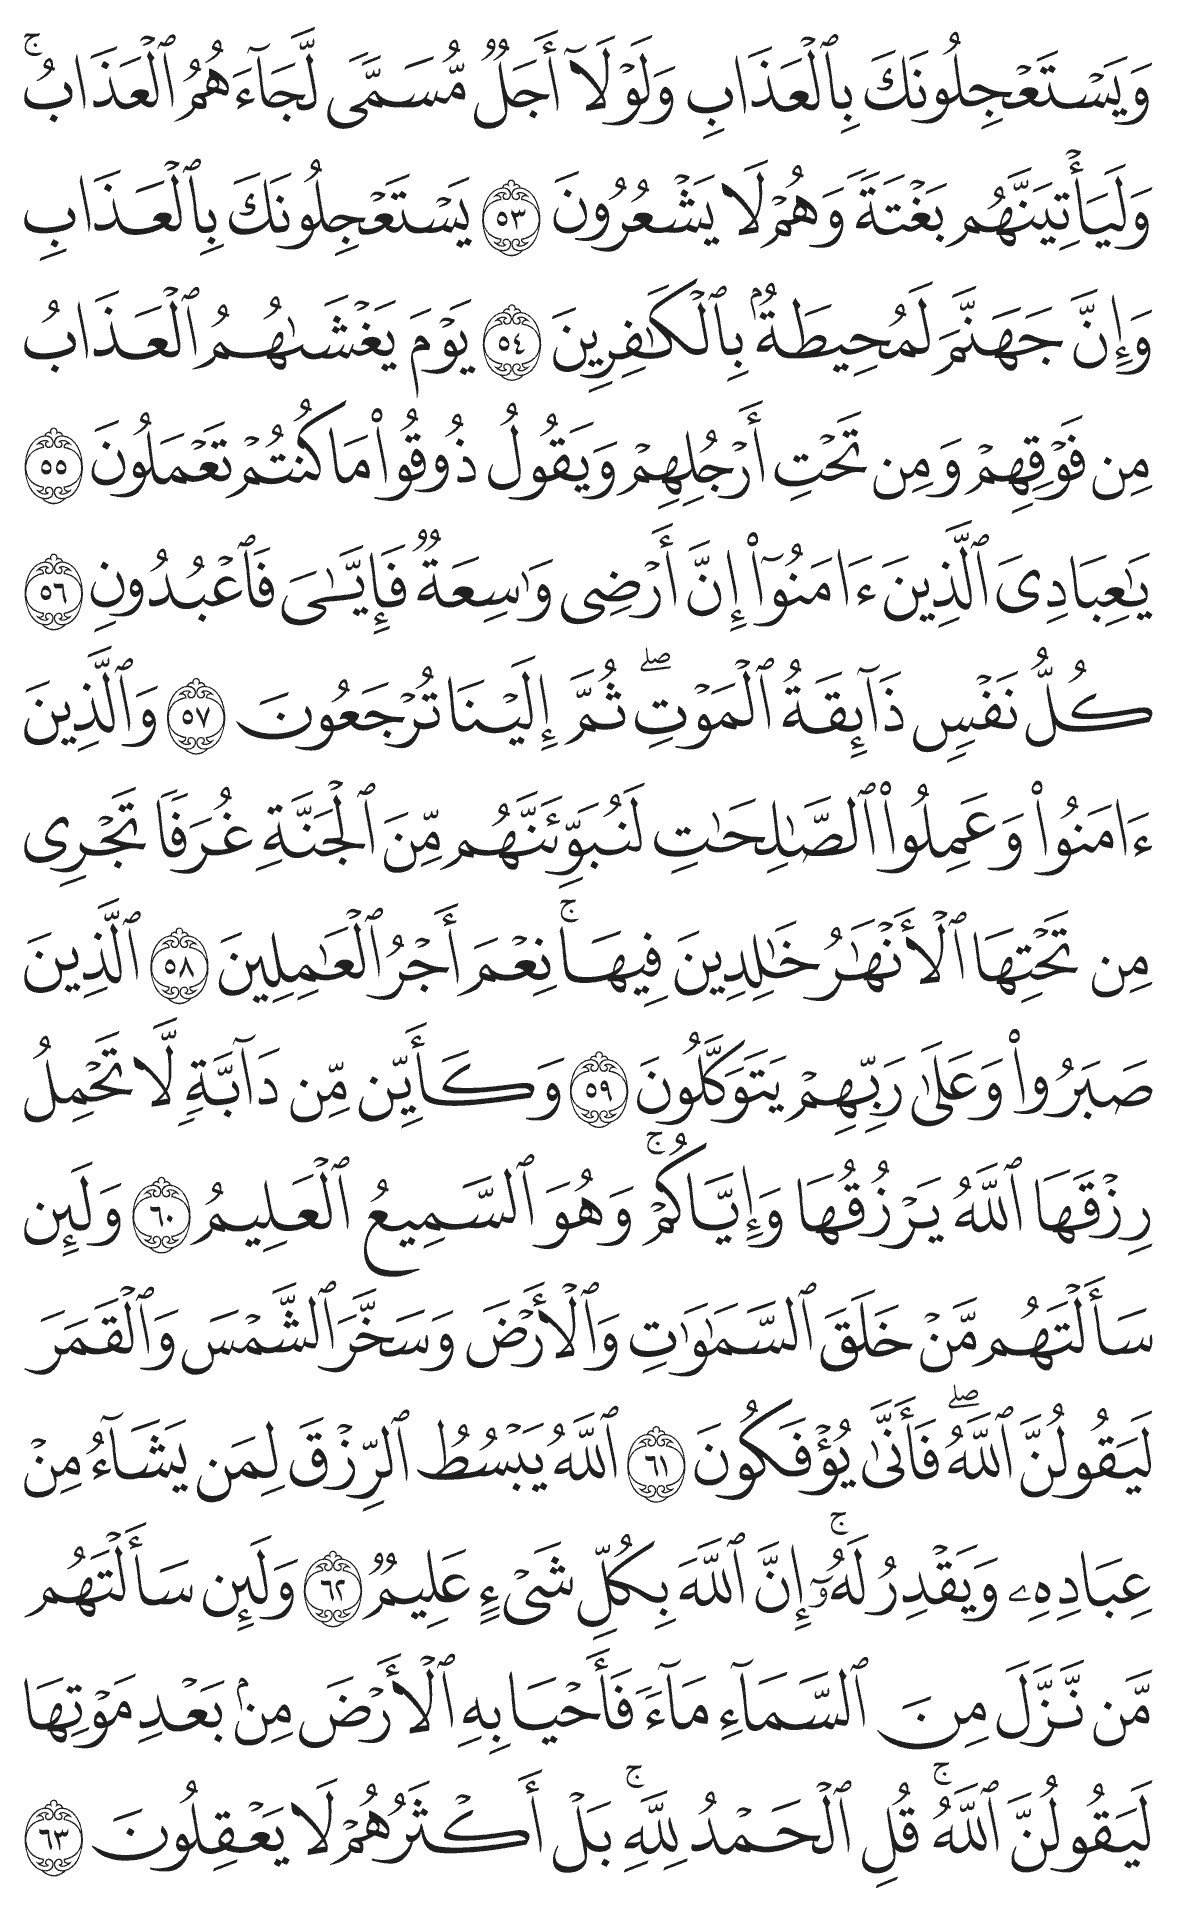 وَيَسْتَعْجِلُونَكَ بِٱلْعَذَابِ وَلَوْلَآ أَجَلٌ مُّسَمًّى لَّجَآءَهُمُ ٱلْعَذَابُ ۚ
وَلَيَأْتِيَنَّهُم بَغْتَةً وَهُمْ لَا يَشْعُرُونَ ٥٣ يَسْتَعْجِلُونَكَ بِٱلْعَذَابِ
وَإِنَّ جَهَنَّمَ لَمُحِيطَةٌۢ بِٱلْكَـٰفِرِينَ ٥٤ يَوْمَ يَغْشَىٰهُمُ ٱلْعَذَابُ
مِن فَوْقِهِمْ وَمِن تَحْتِ أَرْجُلِهِمْ وَيَقُولُ ذُوقُوا۟ مَا كُنتُمْ تَعْمَلُونَ ٥٥
يَـٰعِبَادِىَ ٱلَّذِينَ ءَامَنُوٓا۟ إِنَّ أَرْضِى وَٰسِعَةٌ فَإِيَّـٰىَ فَٱعْبُدُونِ ٥٦
كُلُّ نَفْسٍ ذَآئِقَةُ ٱلْمَوْتِ ۖ ثُمَّ إِلَيْنَا تُرْجَعُونَ ٥٧ وَٱلَّذِينَ
ءَامَنُوا۟ وَعَمِلُوا۟ ٱلصَّـٰلِحَـٰتِ لَنُبَوِّئَنَّهُم مِّنَ ٱلْجَنَّةِ غُرَفًا تَجْرِى
مِن تَحْتِهَا ٱلْأَنْهَـٰرُ خَـٰلِدِينَ فِيهَا ۚ نِعْمَ أَجْرُ ٱلْعَـٰمِلِينَ ٥٨ ٱلَّذِينَ
صَبَرُوا۟ وَعَلَىٰ رَبِّهِمْ يَتَوَكَّلُونَ ٥٩ وَكَأَيِّن مِّن دَآبَّةٍ لَّا تَحْمِلُ
رِزْقَهَا ٱللَّهُ يَرْزُقُهَا وَإِيَّاكُمْ ۚ وَهُوَ ٱلسَّمِيعُ ٱلْعَلِيمُ ٦٠ وَلَئِن
سَأَلْتَهُم مَّنْ خَلَقَ ٱلسَّمَـٰوَٰتِ وَٱلْأَرْضَ وَسَخَّرَ ٱلشَّمْسَ وَٱلْقَمَرَ
لَيَقُولُنَّ ٱللَّهُ ۖ فَأَنَّىٰ يُؤْفَكُونَ ٦١ ٱللَّهُ يَبْسُطُ ٱلرِّزْقَ لِمَن يَشَآءُ مِنْ
عِبَادِهِۦ وَيَقْدِرُ لَهُۥٓ ۚ إِنَّ ٱللَّهَ بِكُلِّ شَىْءٍ عَلِيمٌ ٦٢ وَلَئِن سَأَلْتَهُم
مَّن نَّزَّلَ مِنَ ٱلسَّمَآءِ مَآءً فَأَحْيَا بِهِ ٱلْأَرْضَ مِنۢ بَعْدِ مَوْتِهَا
لَيَقُولُنَّ ٱللَّهُ ۚ قُلِ ٱلْحَمْدُ لِلَّهِ ۚ بَلْ أَكْثَرُهُمْ لَا يَعْقِلُونَ ٦٣